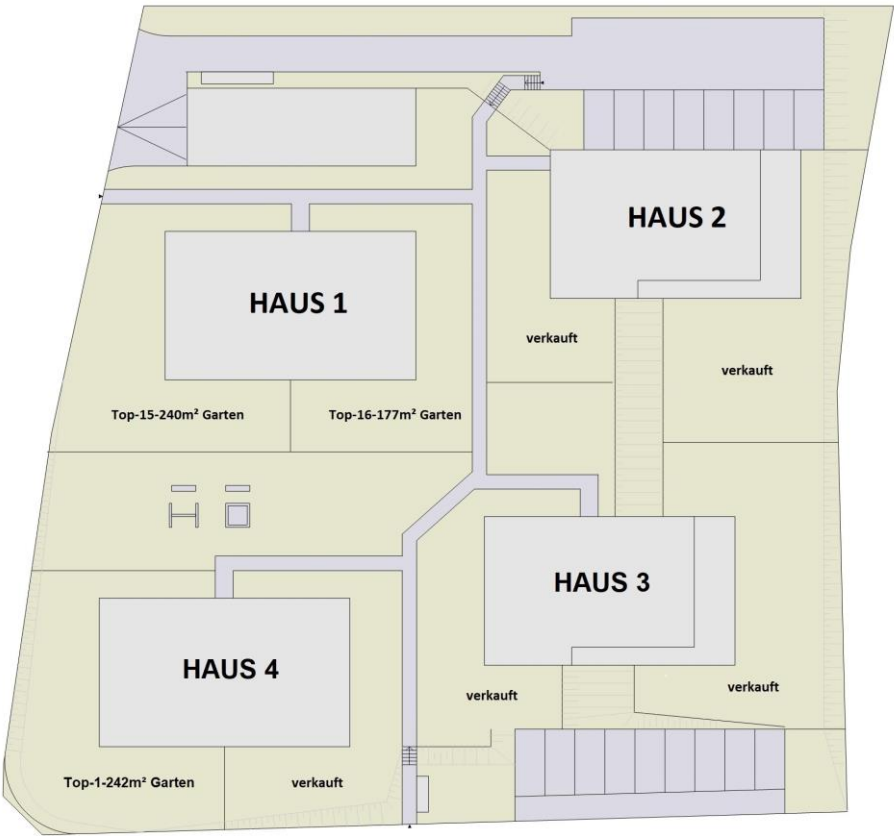 HAUS 2
HAUS 1
verkauft
verkauft
Top-15-240m² Garten
Top-16-177m² Garten
HAUS 3
HAUS 4
verkauft
verkauft
Top-1-242m² Garten
verkauft